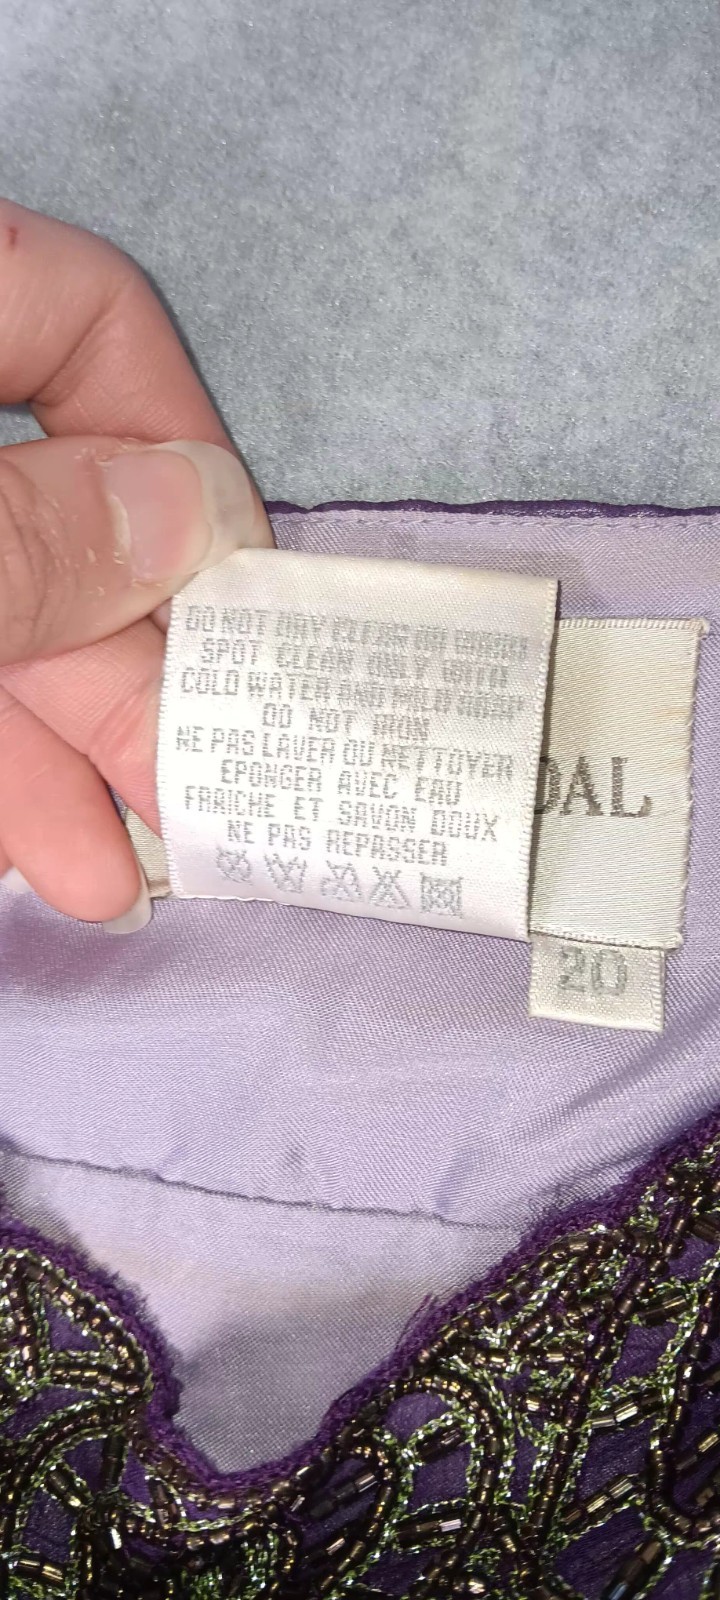 DO NOT DRY CLEAN OR WASH
SPOT CLEAN ONLY WITH
COLD WATER AND MILD SOAP
DO NOT IRON
NE PAS LAVER OU NETTOYER
EPONGER AVEC EAU
FRAICHE ET SAVON DOUX
NE PAS REPASSER
DAL
20